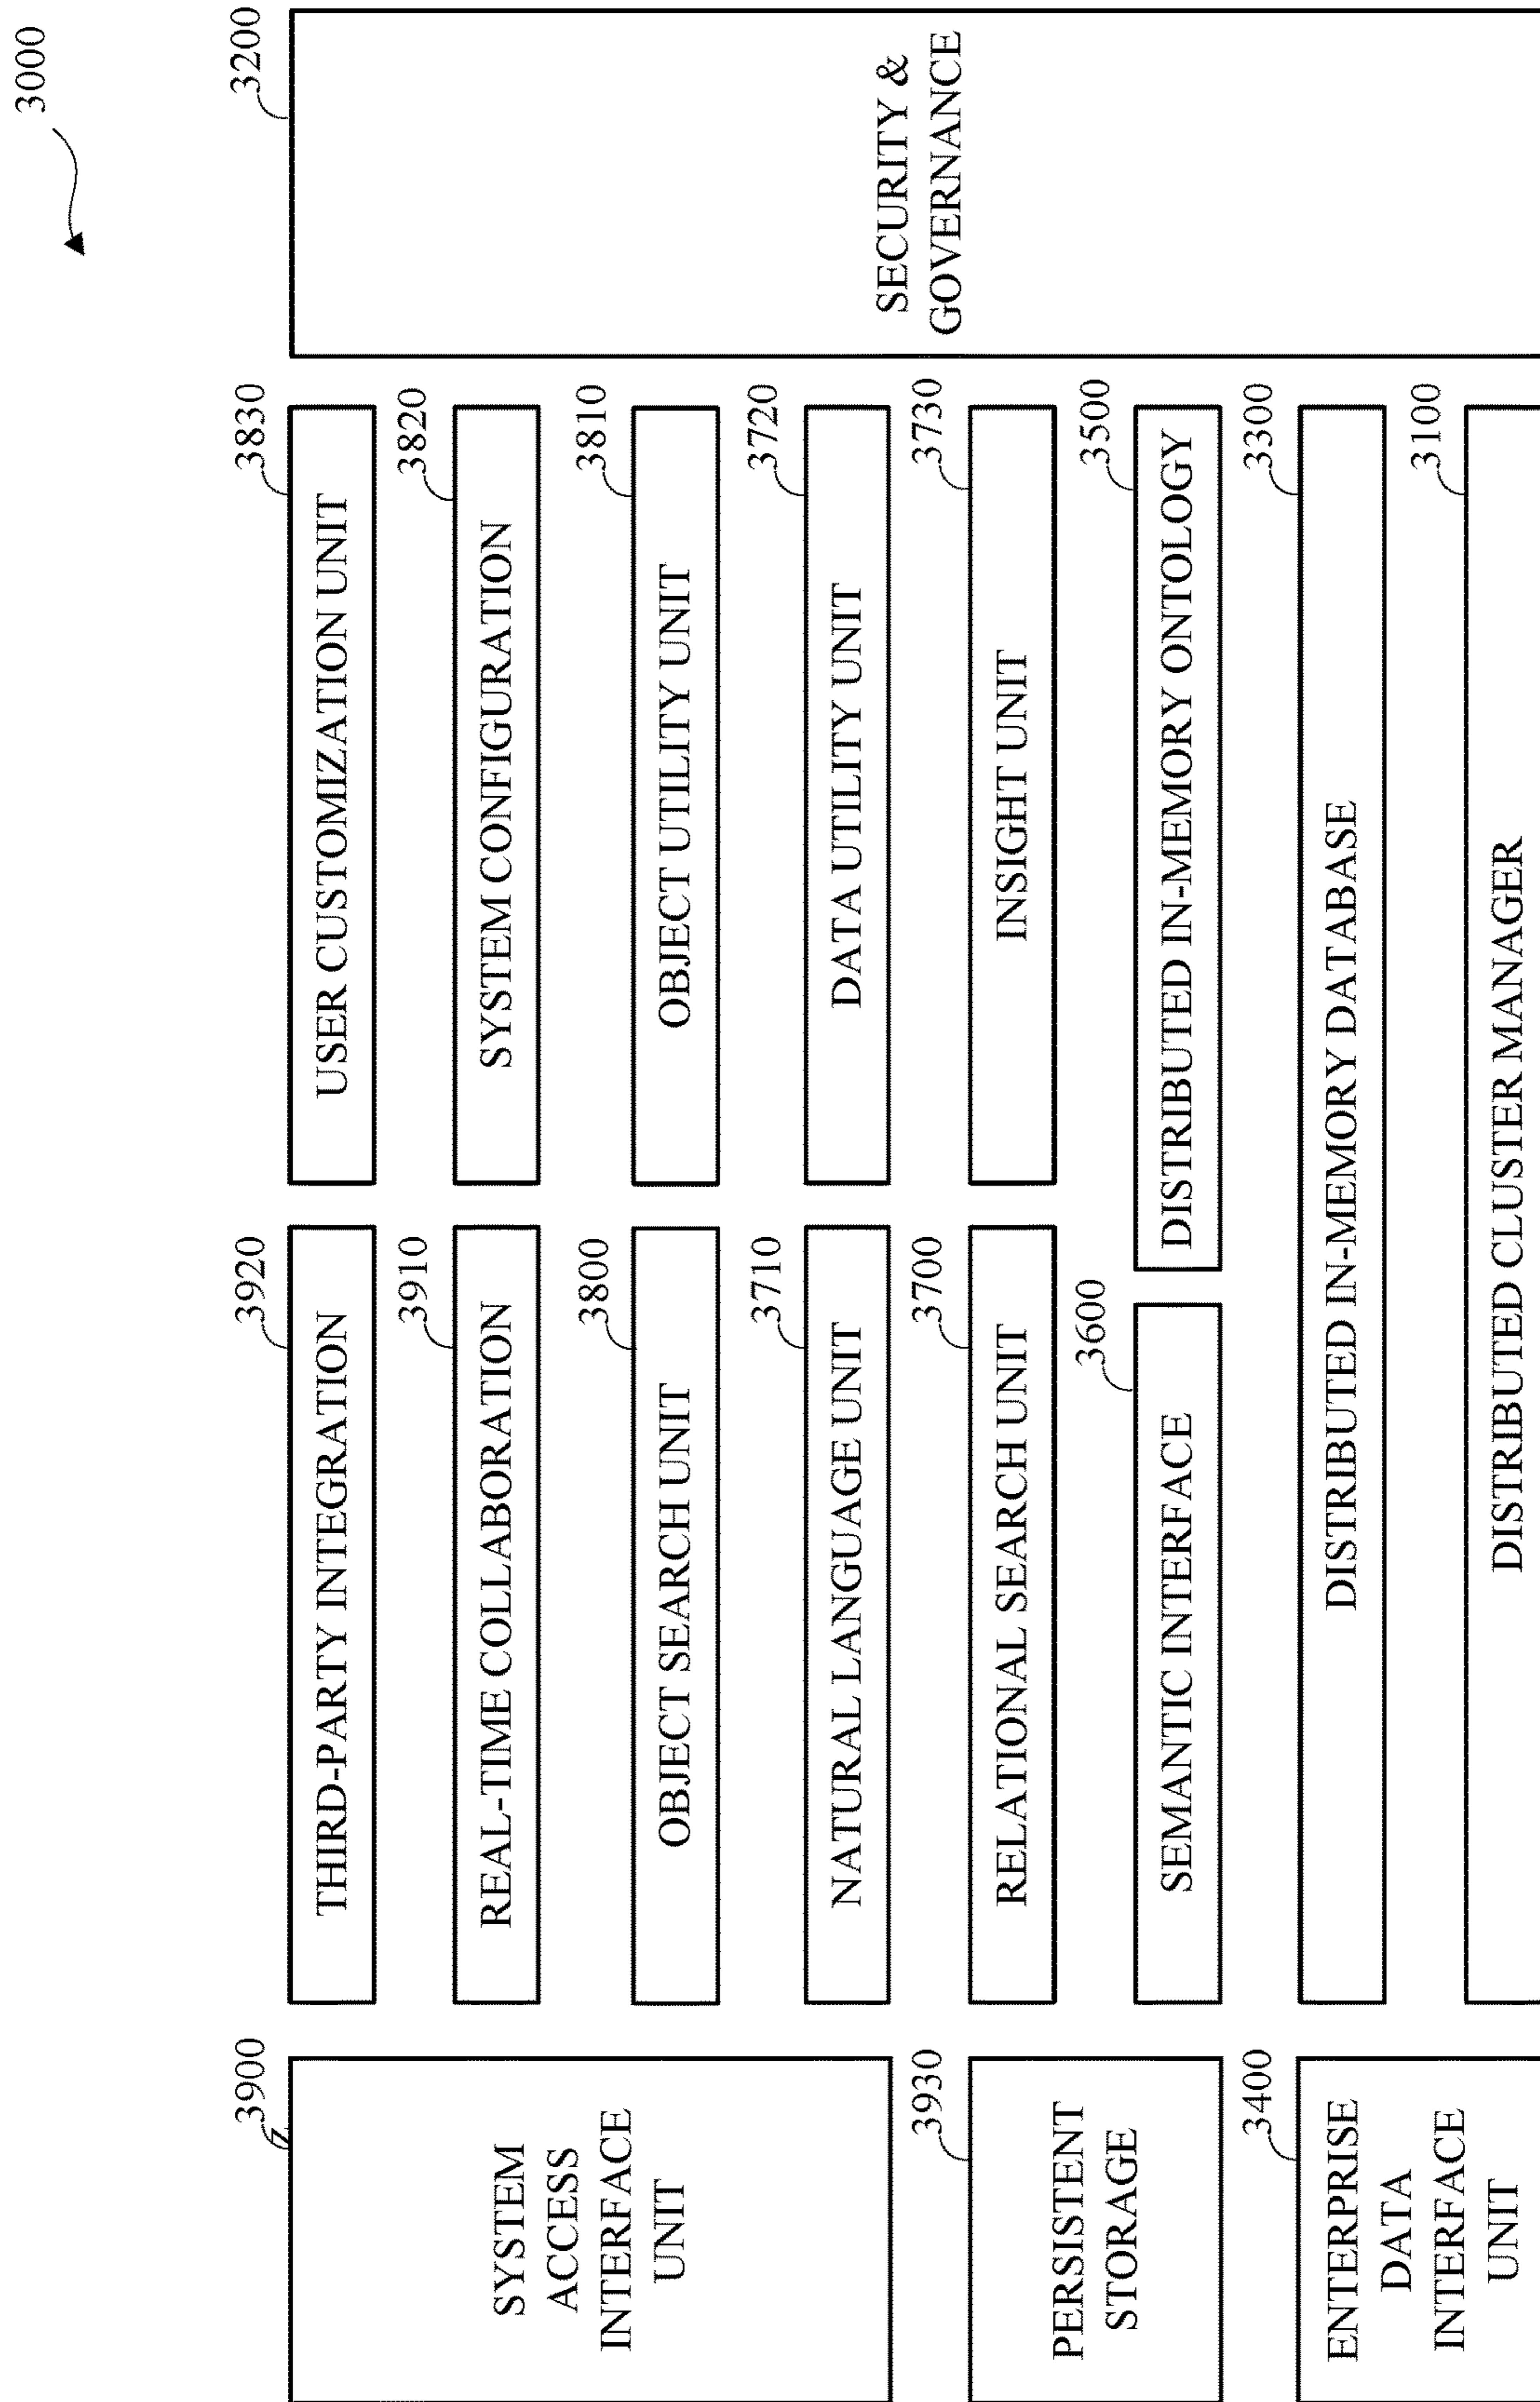 3000
3900
SYSTEM
ACCESS
INTERFACE
UNIT
3920
THIRD-PARTY INTEGRATION
3830
USER CUSTOMIZATION UNIT
3200
SECURITY &
GOVERNANCE
3910
REAL-TIME COLLABORATION
3820
SYSTEM CONFIGURATION
3800
OBJECT SEARCH UNIT
3810
OBJECT UTILITY UNIT
3710
NATURAL LANGUAGE UNIT
3720
DATA UTILITY UNIT
3930
PERSISTENT
STORAGE
3700
RELATIONAL SEARCH UNIT
3730
INSIGHT UNIT
3600
SEMANTIC INTERFACE
3500
DISTRIBUTED IN-MEMORY ONTOLOGY
3400
ENTERPRISE
DATA
INTERFACE
UNIT
3300
DISTRIBUTED IN-MEMORY DATABASE
3100
DISTRIBUTED CLUSTER MANAGER